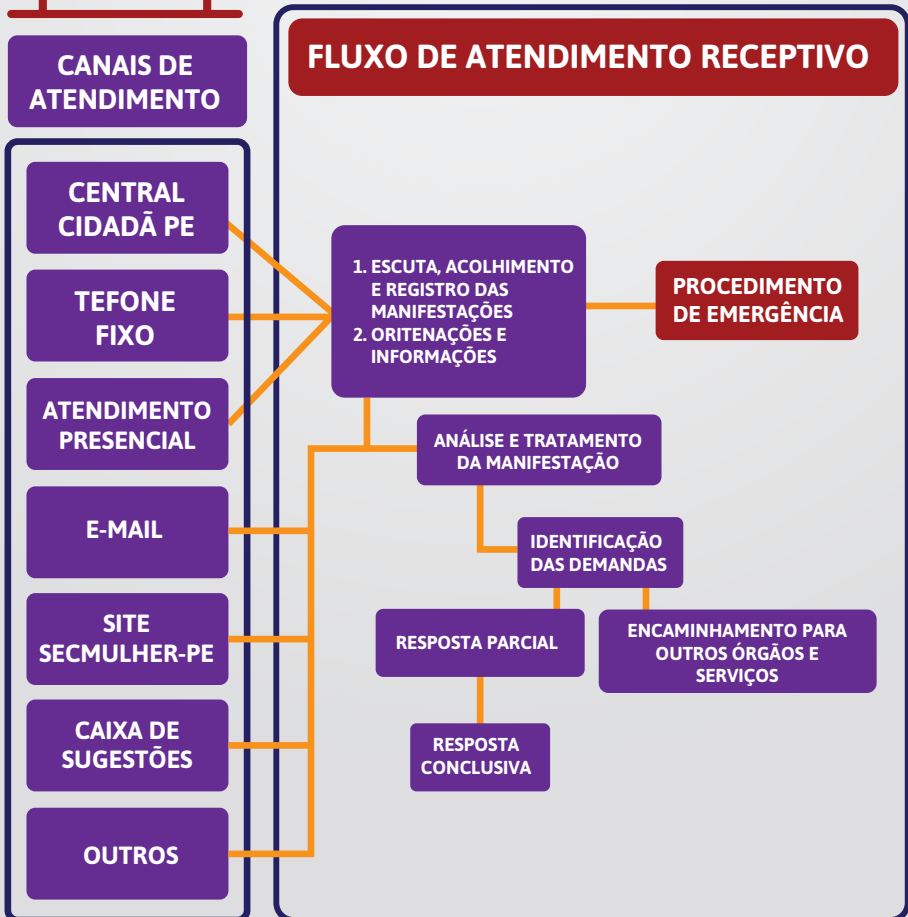 CANAIS DE
ATENDIMENTO
CENTRAL
CIDADÃ PE
TEFONE
FIXO
ATENDIMENTO
PRESENCIAL
E-MAIL
SITE
SECMULHER-PE
CAIXA DE
SUGESTÕES
OUTROS
FLUXO DE ATENDIMENTO RECEPTIVO
1. ESCUTA, ACOLHIMENTO
E REGISTRO DAS
MANIFESTAÇÕES
2. ORITENAÇÕES E
INFORMAÇÕES
PROCEDIMENTO
DE EMERGÊNCIA
ANÁLISE E TRATAMENTO
DA MANIFESTAÇÃO
IDENTIFICAÇÃO
DAS DEMANDAS
RESPOSTA PARCIAL
ENCAMINHAMENTO PARA
OUTROS ÓRGÃOS E
SERVIÇOS
RESPOSTA
CONCLUSIVA